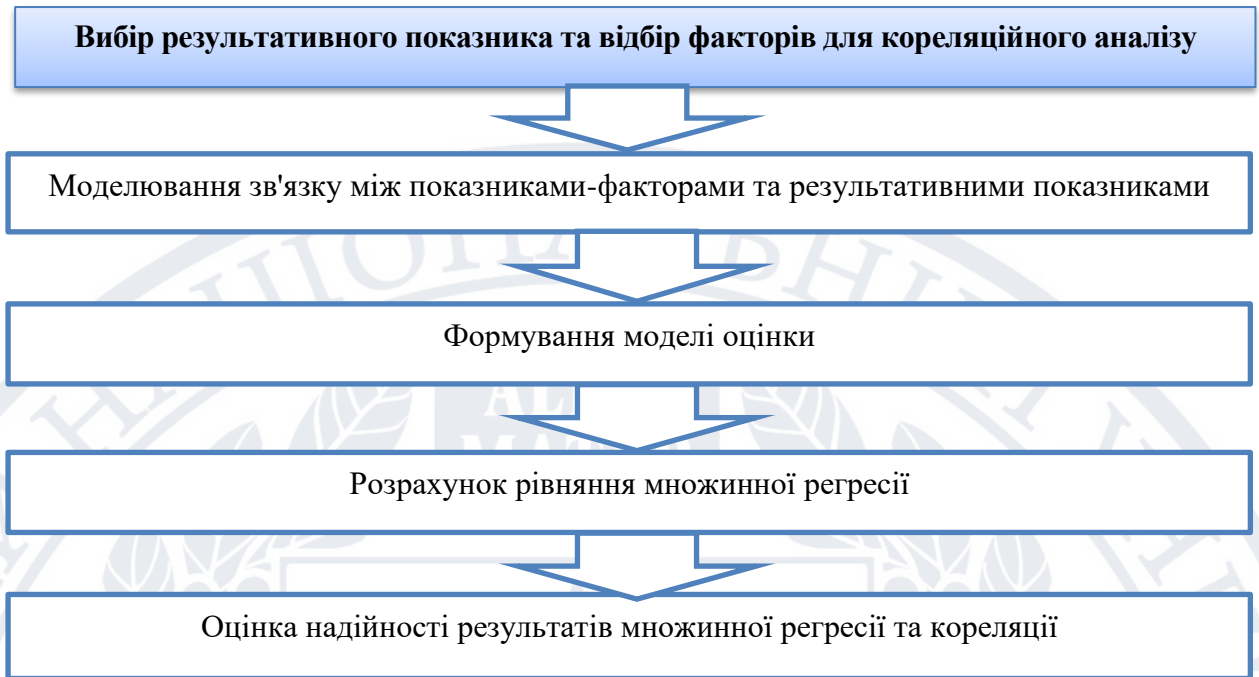 Вибір результативного показника та відбір факторів для кореляційного аналізу
Моделювання зв'язку між показниками-факторами та результативними показниками
Формування моделі оцінки
Розрахунок рівняння множинної регресії
Оцінка надійності результатів множинної регресії та кореляції